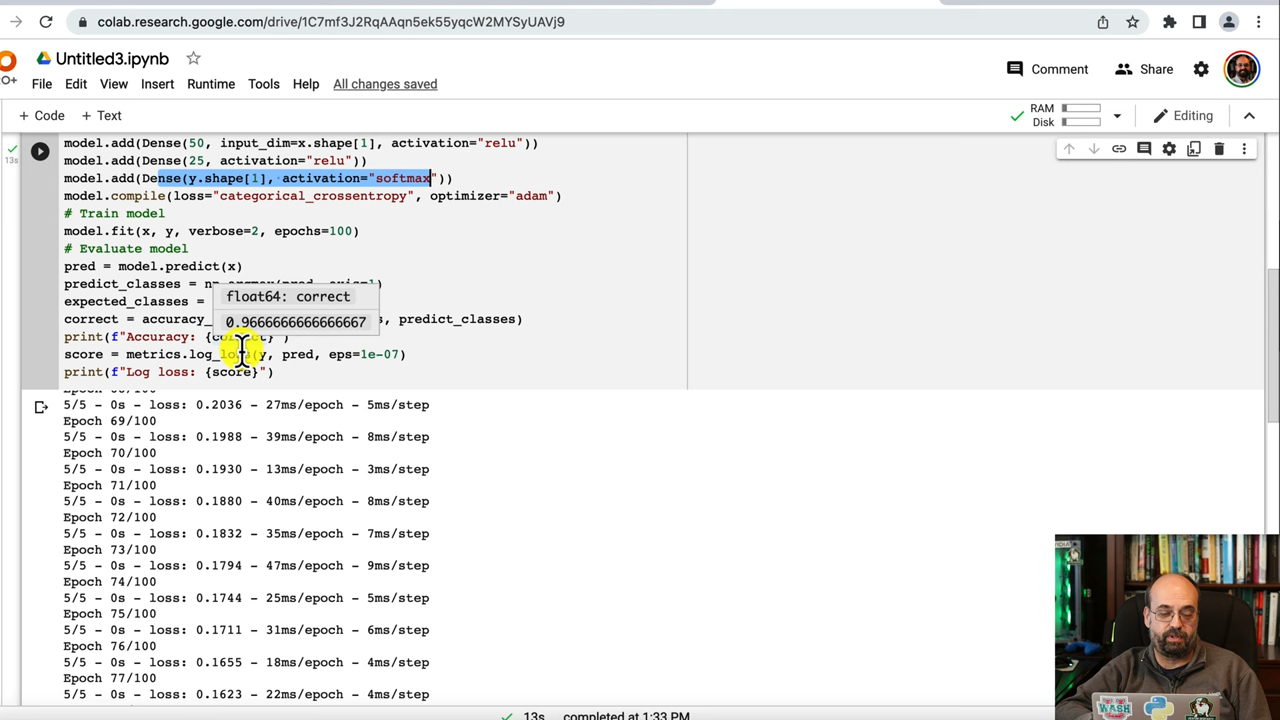 colab.research.google.com/drive/1C7mf3J2RqAAqn5ek55yqcW2MYSyUAVj9
Untitled3.ipynb
File Edit View Insert Runtime Tools Help All changes saved
Comment Share
+ Code + Text
RAM
Disk
Editing
13s
model.add(Dense(50, input_dim=x.shape[1], activation="relu"))
model.add(Dense(25, activation="relu"))
model.add(Dense(y.shape[1], activation="softmax"))
model.compile(loss="categorical_crossentropy", optimizer="adam")
# Train model
model.fit(x, y, verbose=2, epochs=100)
# Evaluate model
pred = model.predict(x)
predict_classes = np.argmax(pred, axis=1)
expected_classes =
float64: correct
0.9666666666666667
correct = accuracy_ s, predict_classes)
print(f"Accuracy: {correct}")
score = metrics.log_loss(y, pred, eps=1e-07)
print(f"Log loss: {score}")
5/5 - 0s - loss: 0.2036 - 27ms/epoch - 5ms/step
Epoch 69/100
5/5 - 0s - loss: 0.1988 - 39ms/epoch - 8ms/step
Epoch 70/100
5/5 - 0s - loss: 0.1930 - 13ms/epoch - 3ms/step
Epoch 71/100
5/5 - 0s - loss: 0.1880 - 40ms/epoch - 8ms/step
Epoch 72/100
5/5 - 0s - loss: 0.1832 - 35ms/epoch - 7ms/step
Epoch 73/100
5/5 - 0s - loss: 0.1794 - 47ms/epoch - 9ms/step
Epoch 74/100
5/5 - 0s - loss: 0.1744 - 25ms/epoch - 5ms/step
Epoch 75/100
5/5 - 0s - loss: 0.1711 - 31ms/epoch - 6ms/step
Epoch 76/100
5/5 - 0s - loss: 0.1655 - 18ms/epoch - 4ms/step
Epoch 77/100
5/5 - 0s - loss: 0.1623 - 22ms/epoch - 4ms/step
13s completed at 1:33 PM
WASH